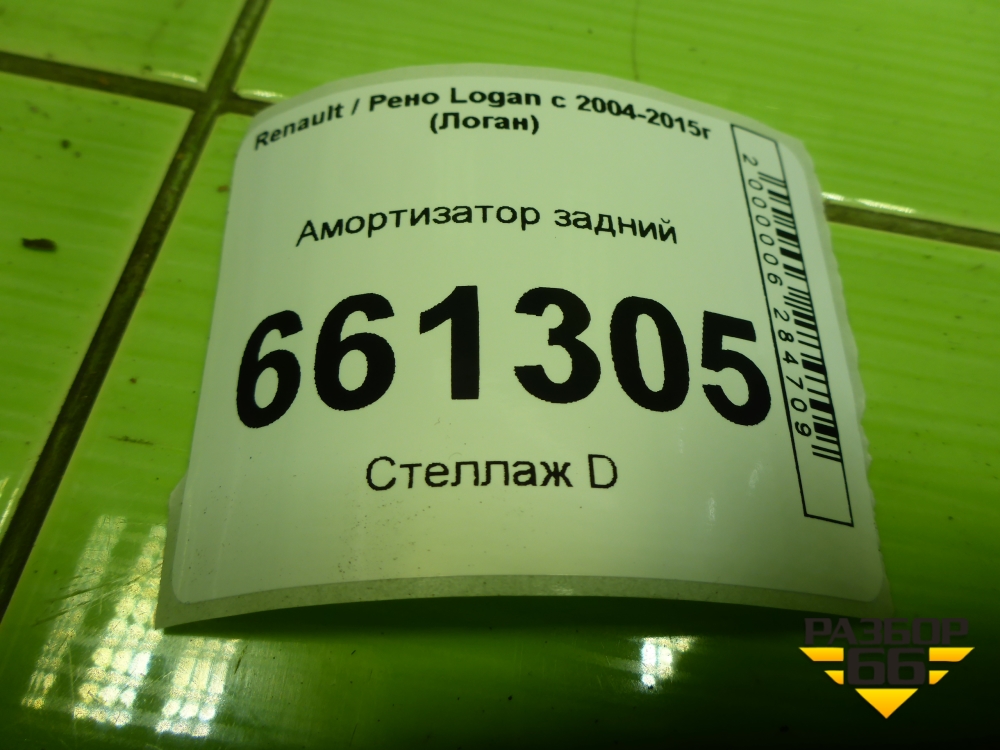 Renault / Рено Logan с 2004-2015г
(Логан)
Амортизатор задний
661305
Стеллаж D
2000006284709
РАЗБОР
66